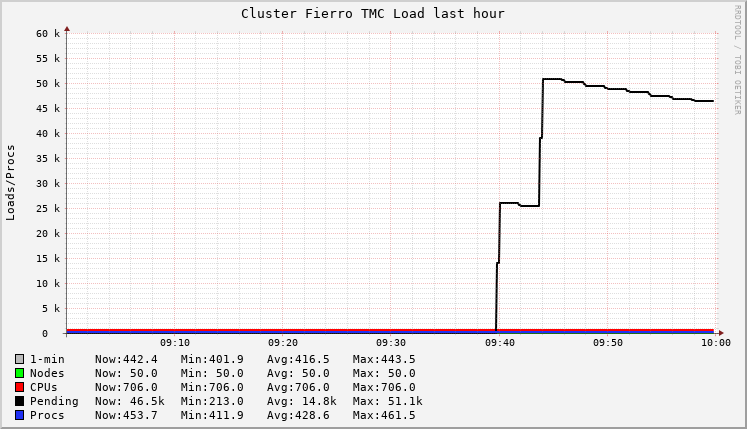 Cluster Fierro TMC Load last hour
RRDTOOL / TOBI OETIKER
Loads/Procs
60 k
55 k
50 k
45 k
40 k
35 k
30 k
25 k
20 k
15 k
10 k
5 k
0
09:10 09:20 09:30 09:40 09:50 10:00
1-min Now:442.4 Min:401.9 Avg:416.5 Max:443.5
Nodes Now: 50.0 Min: 50.0 Avg: 50.0 Max: 50.0
CPUs Now:706.0 Min:706.0 Avg:706.0 Max:706.0
Pending Now: 46.5k Min:213.0 Avg: 14.8k Max: 51.1k
Procs Now:453.7 Min:411.9 Avg:428.6 Max:461.5